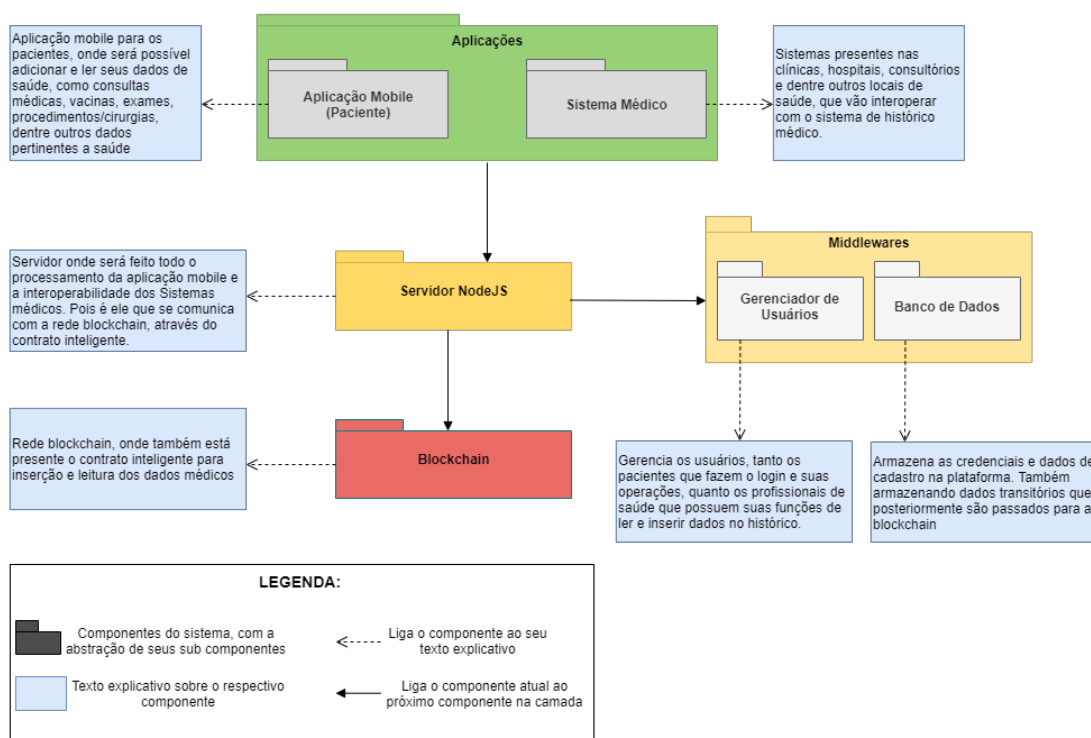 Aplicação mobile para os
pacientes, onde será possível
adicionar e ler seus dados de
saúde, como consultas
médicas, vacinas, exames,
procedimentos/cirurgias,
dentre outros dados
pertinentes a saúde
Aplicações
Aplicação Mobile
(Paciente)
Sistema Médico
Sistemas presentes nas
clínicas, hospitais, consultórios
e dentre outros locais de
saúde, que vão interoperar
com o sistema de histórico
médico.
Servidor onde será feito todo o
processamento da aplicação mobile e
a interoperabilidade dos Sistemas
médicos. Pois é ele que se comunica
com a rede blockchain, através do
contrato inteligente.
Servidor NodeJS
Middlewares
Gerenciador de
Usuários
Banco de Dados
Rede blockchain, onde também está
presente o contrato inteligente para
inserção e leitura dos dados médicos
Blockchain
Gerencia os usuários, tanto os
pacientes que fazem o login e suas
operações, quanto os profissionais de
saúde que possuem suas funções de
ler e inserir dados no histórico.
Armazena as credenciais e dados de
cadastro na plataforma. Também
armazenando dados transitórios que
posteriormente são passados para a
blockchain
LEGENDA:
Componentes do sistema, com a
abstração de seus sub componentes
Liga o componente ao seu
texto explicativo
Texto explicativo sobre o respectivo
componente
Liga o componente atual ao
próximo componente na camada